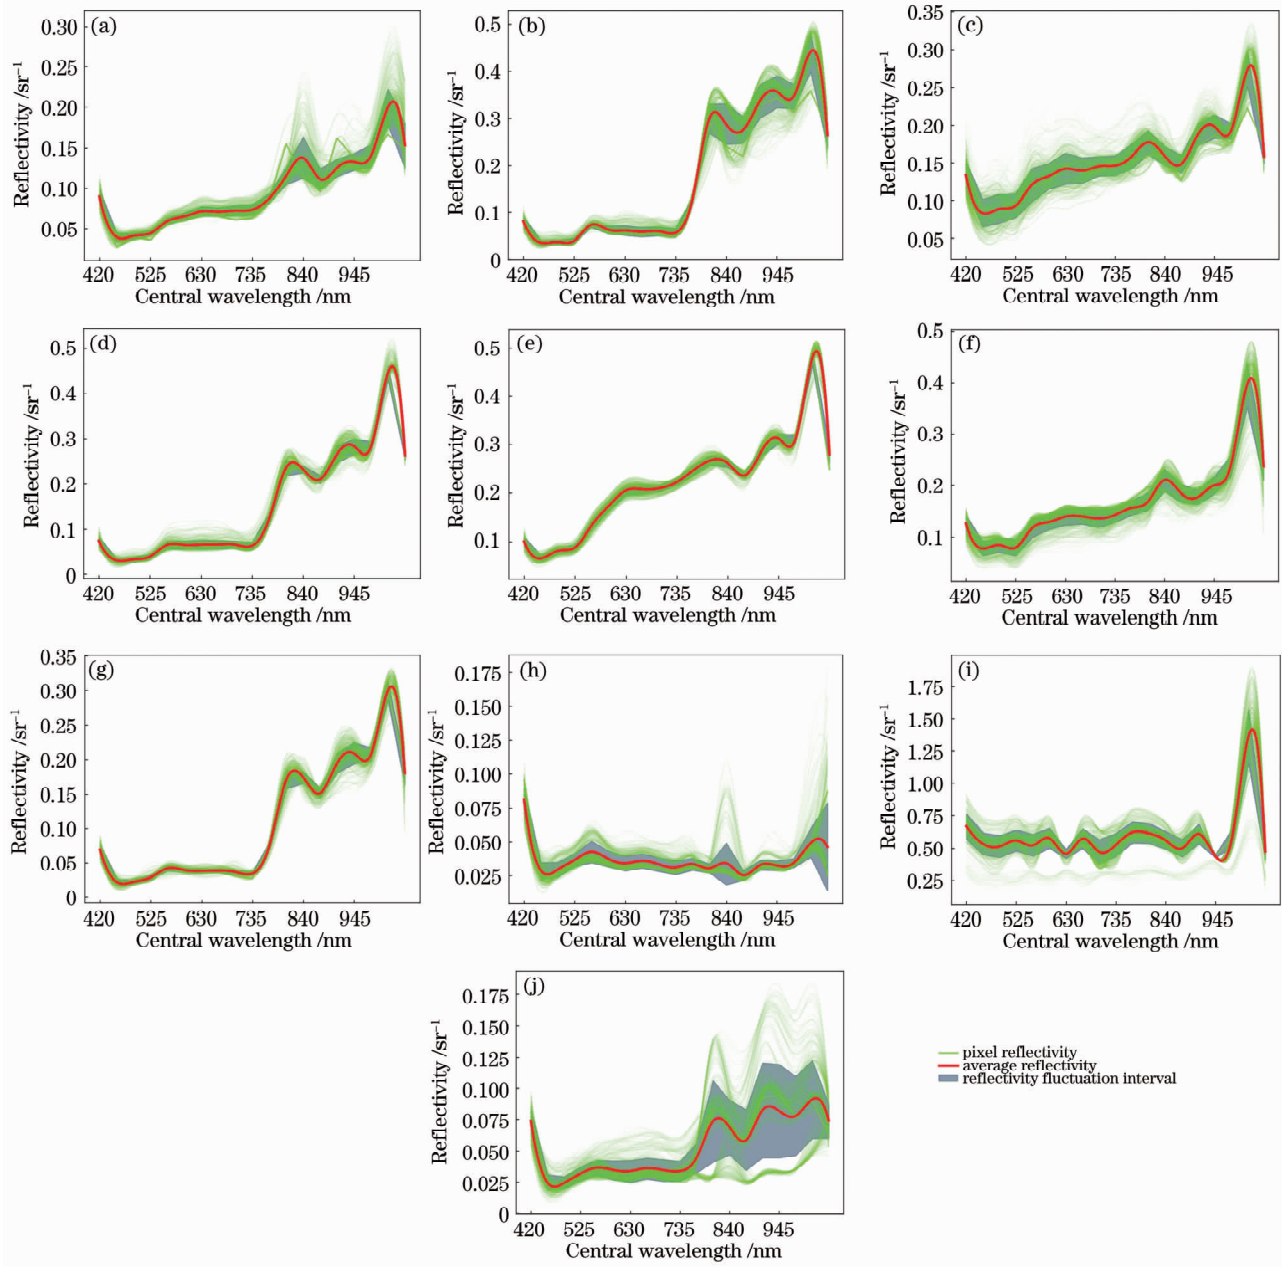 (a)
0.30
0.25
0.20
0.15
0.10
0.05
Reflectivity /sr⁻¹
420 525 630 735 840 945
Central wavelength /nm
(b)
0.5
0.4
0.3
0.2
0.1
0
Reflectivity /sr⁻¹
420 525 630 735 840 945
Central wavelength /nm
(c)
0.35
0.30
0.25
0.20
0.15
0.10
0.05
Reflectivity /sr⁻¹
420 525 630 735 840 945
Central wavelength /nm
(d)
0.5
0.4
0.3
0.2
0.1
0
Reflectivity /sr⁻¹
420 525 630 735 840 945
Central wavelength /nm
(e)
0.5
0.4
0.3
0.2
0.1
Reflectivity /sr⁻¹
420 525 630 735 840 945
Central wavelength /nm
(f)
0.5
0.4
0.3
0.2
0.1
Reflectivity /sr⁻¹
420 525 630 735 840 945
Central wavelength /nm
(g)
0.35
0.30
0.25
0.20
0.15
0.10
0.05
0
Reflectivity /sr⁻¹
420 525 630 735 840 945
Central wavelength /nm
(h)
0.175
0.150
0.125
0.100
0.075
0.050
0.025
Reflectivity /sr⁻¹
420 525 630 735 840 945
Central wavelength /nm
(i)
1.75
1.50
1.25
1.00
0.75
0.50
0.25
Reflectivity /sr⁻¹
420 525 630 735 840 945
Central wavelength /nm
(j)
0.175
0.150
0.125
0.100
0.075
0.050
0.025
0
Reflectivity /sr⁻¹
420 525 630 735 840 945
Central wavelength /nm
pixel reflectivity
average reflectivity
reflectivity fluctuation interval